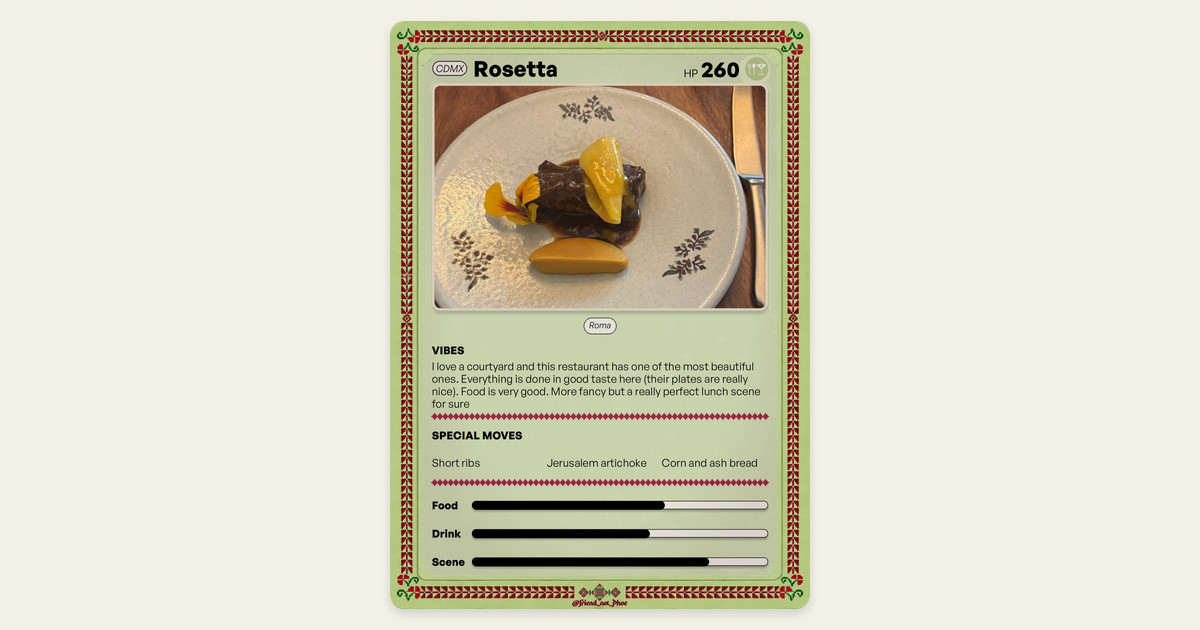 CDMX Rosetta HP 260
Roma
VIBES
I love a courtyard and this restaurant has one of the most beautiful
ones. Everything is done in good taste here (their plates are really
nice). Food is very good. More fancy but a really perfect lunch scene
for sure
SPECIAL MOVES
Short ribs Jerusalem artichoke Corn and ash bread
Food
Drink
Scene
@friend_not_phoe